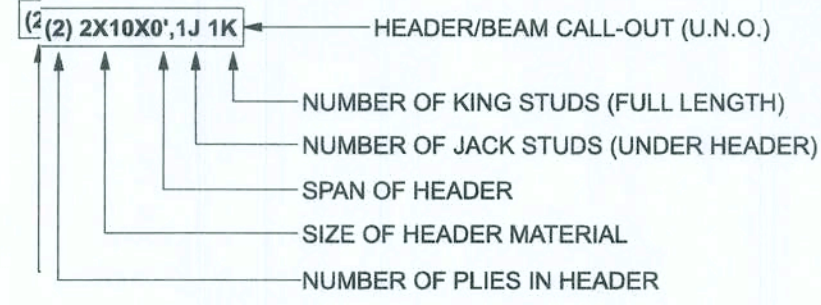 (2 (2) 2X10X0',1J 1K HEADER/BEAM CALL-OUT (U.N.O.)
NUMBER OF KING STUDS (FULL LENGTH)
NUMBER OF JACK STUDS (UNDER HEADER)
SPAN OF HEADER
SIZE OF HEADER MATERIAL
NUMBER OF PLIES IN HEADER